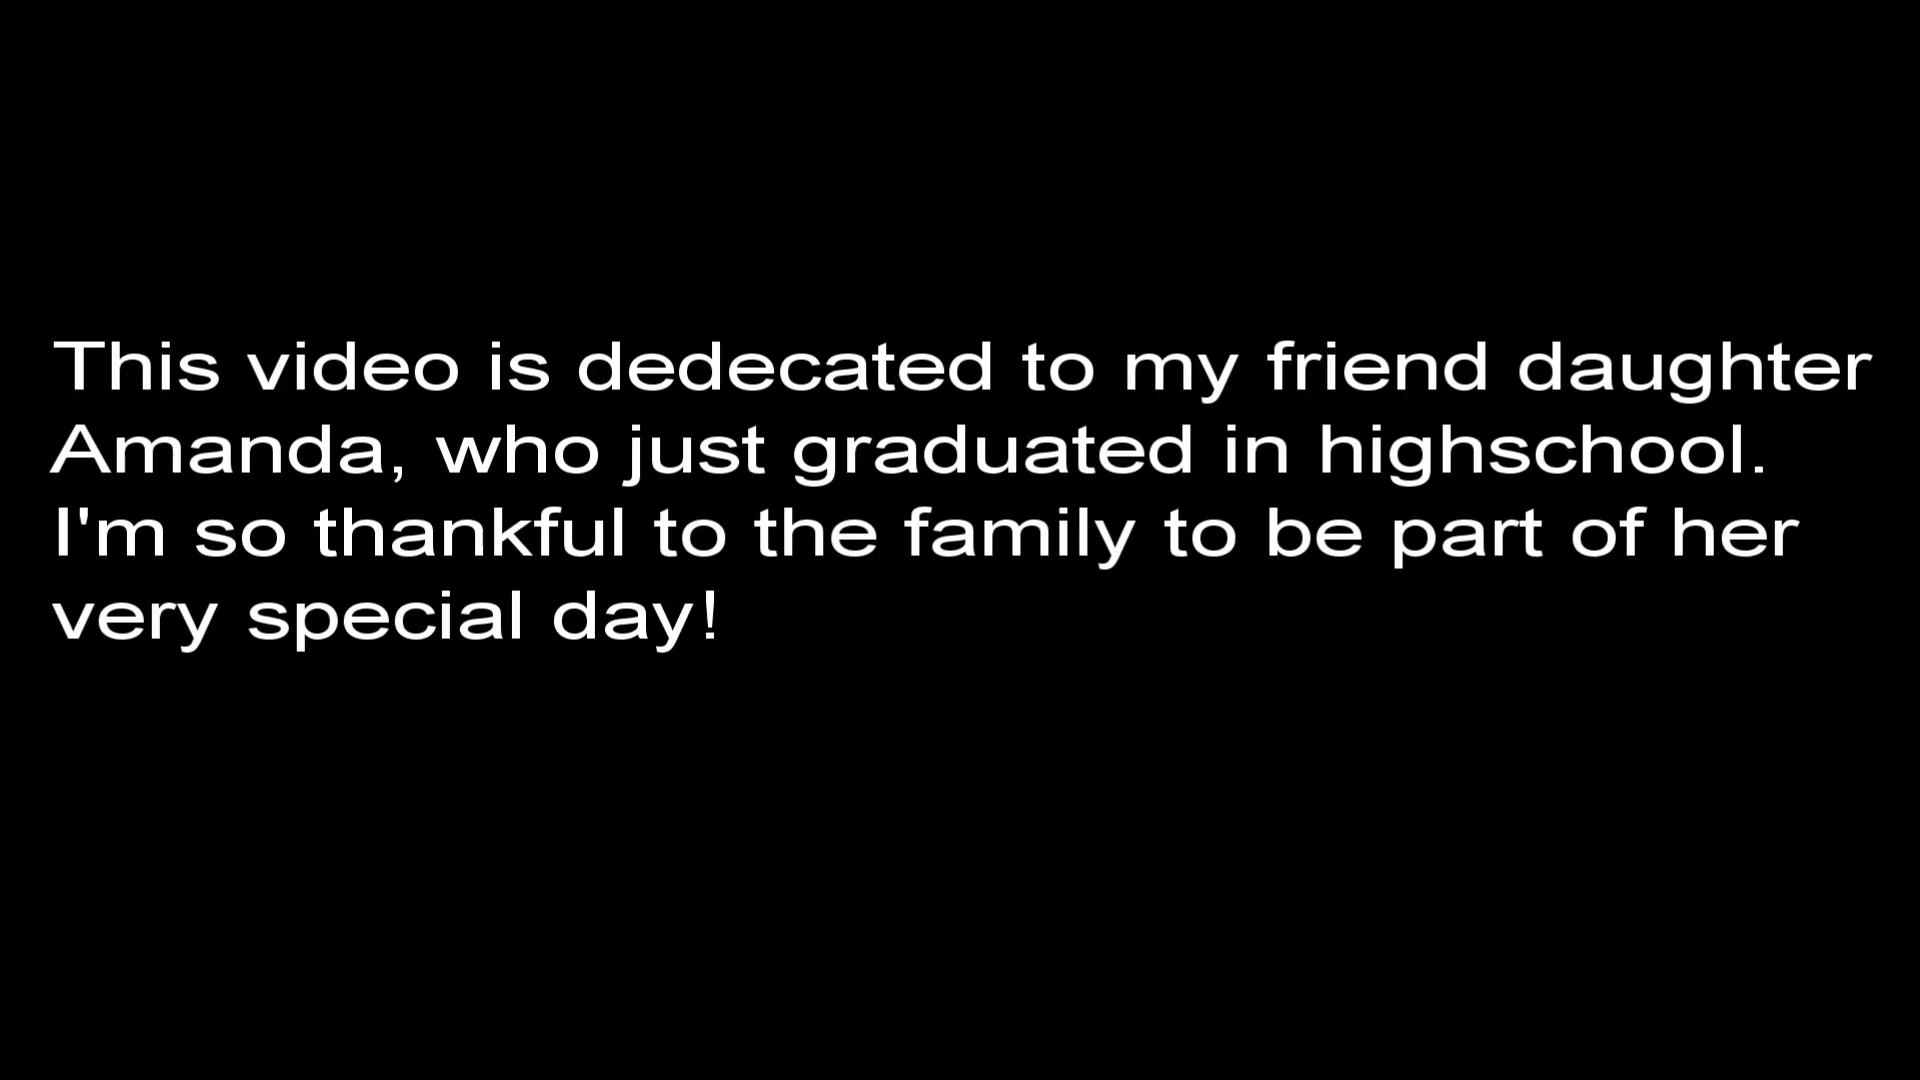 This video is dedecated to my friend daughter
Amanda, who just graduated in highschool.
I'm so thankful to the family to be part of her
very special day!